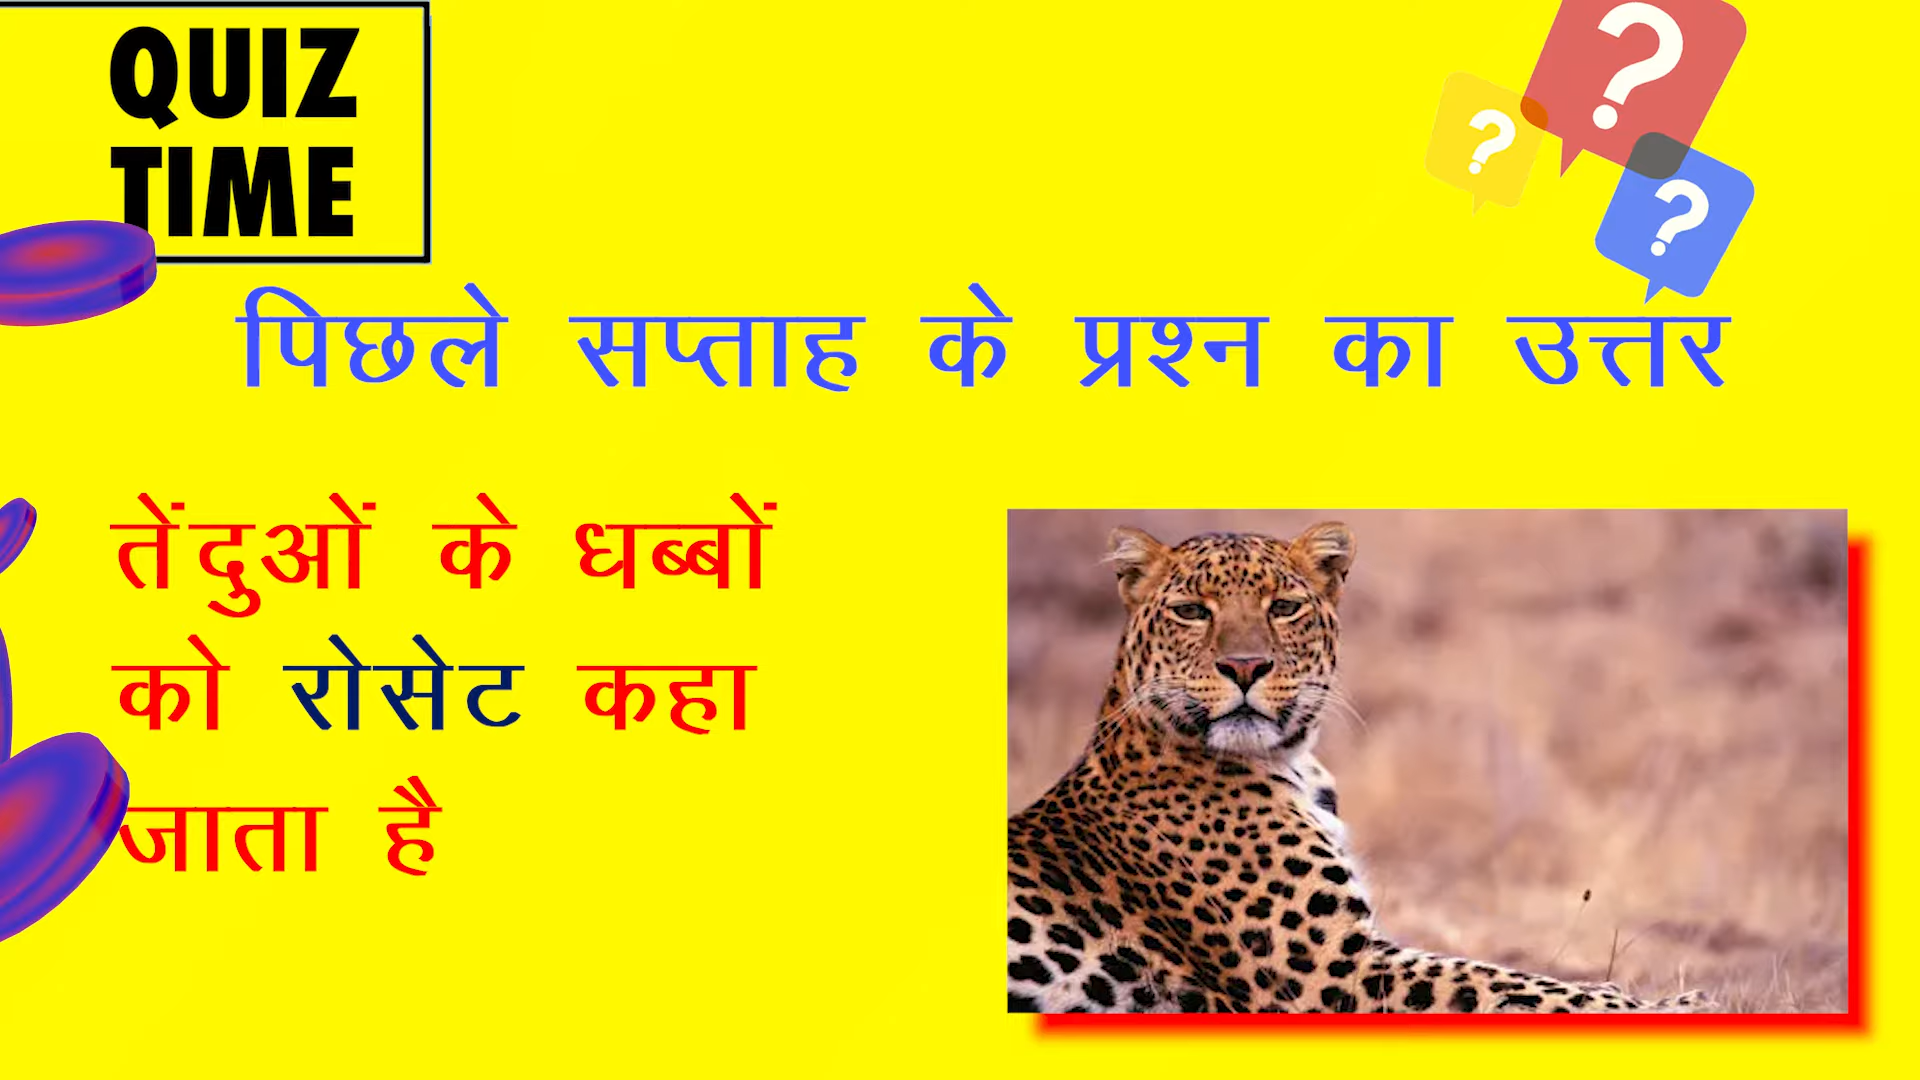 QUIZ
TIME
?
?
?
पिछले सप्ताह के प्रश्न का उत्तर
तेंदुओं के धब्बों
को रोसेट कहा
जाता है